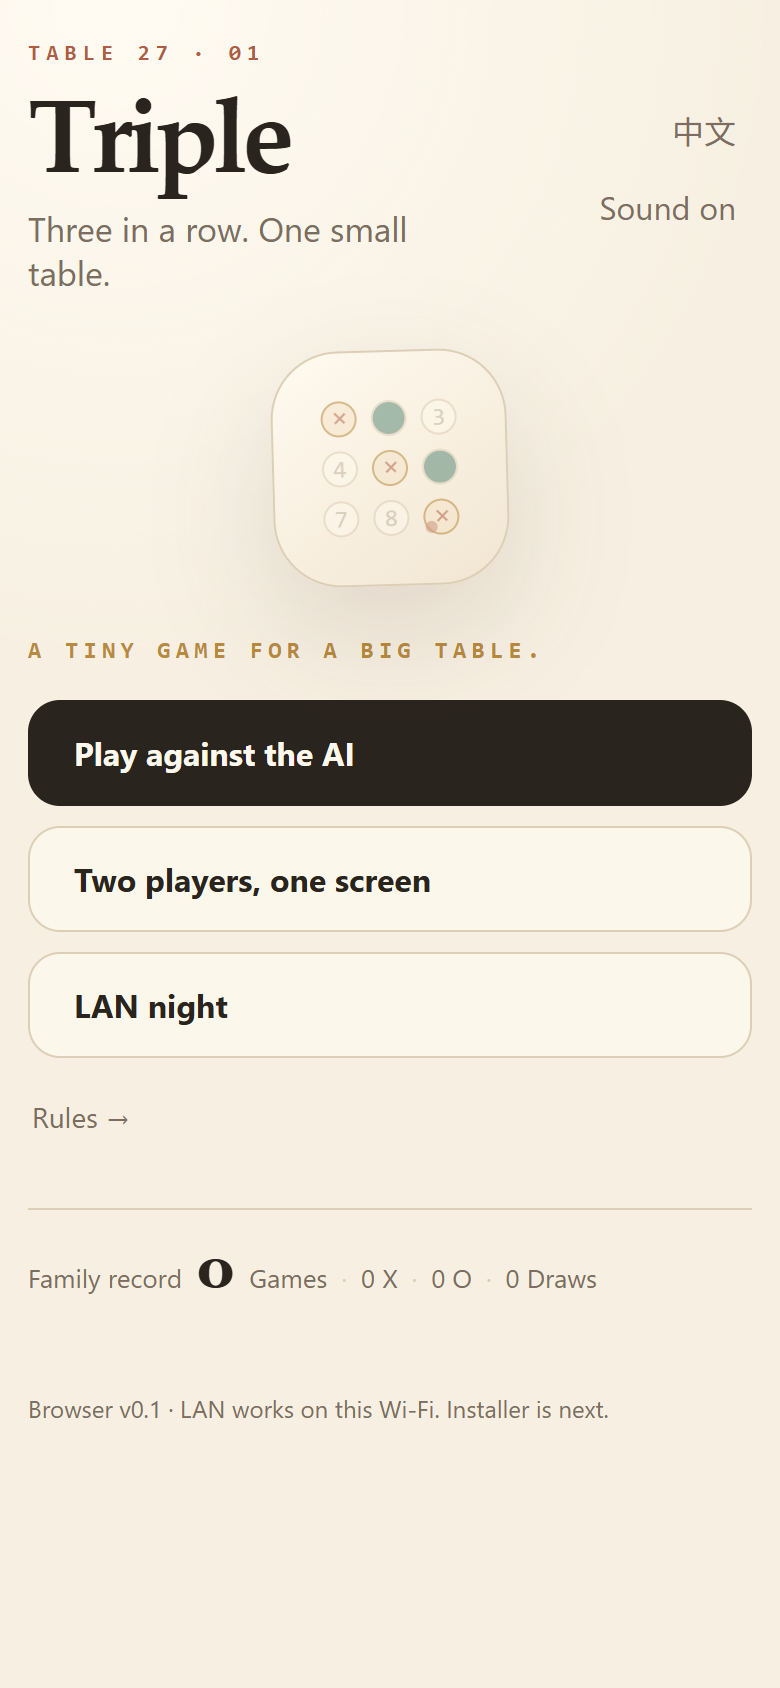 TABLE 27 · 01
Triple
中文
Sound on
Three in a row. One small
table.
× 3
4 ×
7 8 ×
A TINY GAME FOR A BIG TABLE.
Play against the AI
Two players, one screen
LAN night
Rules →
Family record 0 Games · 0 X · 0 O · 0 Draws
Browser v0.1 · LAN works on this Wi-Fi. Installer is next.